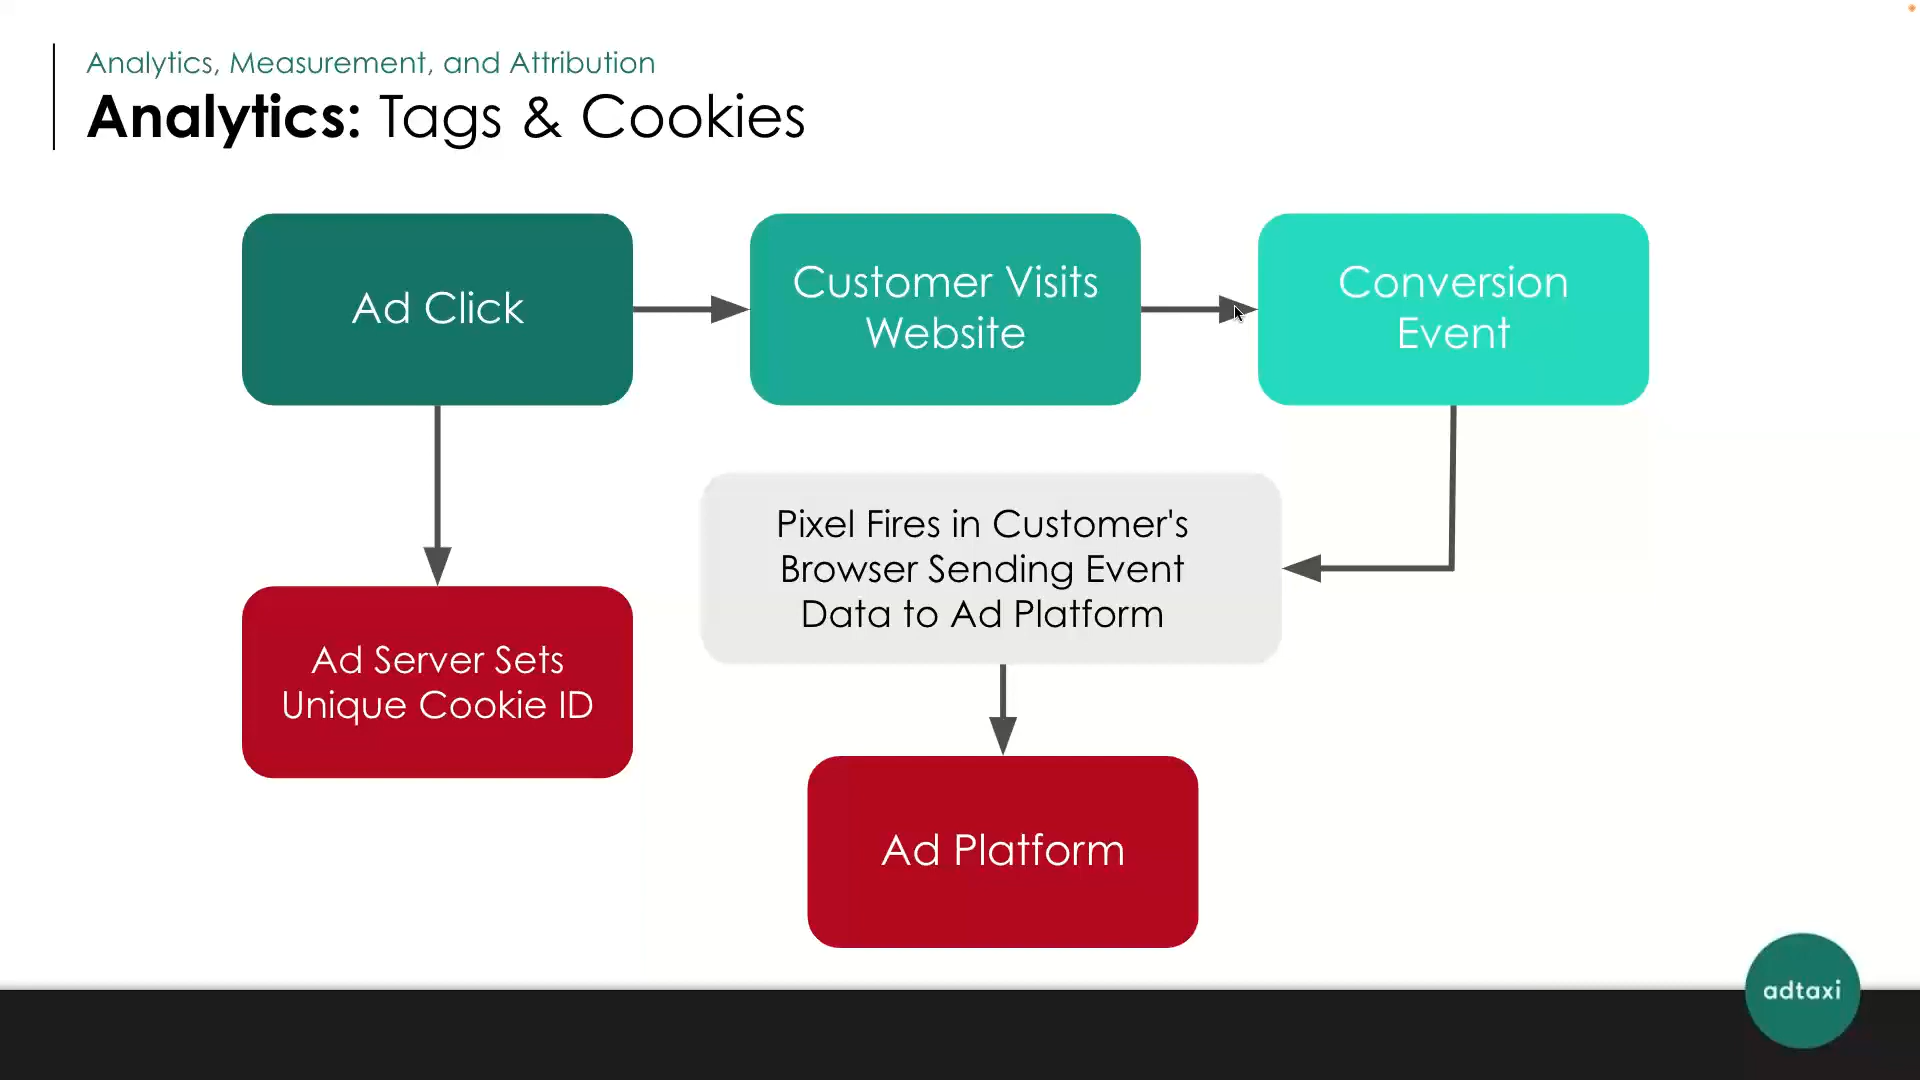 Analytics, Measurement, and Attribution
Analytics: Tags & Cookies
Ad Click
Customer Visits
Website
Conversion
Event
Pixel Fires in Customer's
Browser Sending Event
Data to Ad Platform
Ad Server Sets
Unique Cookie ID
Ad Platform
adtaxi